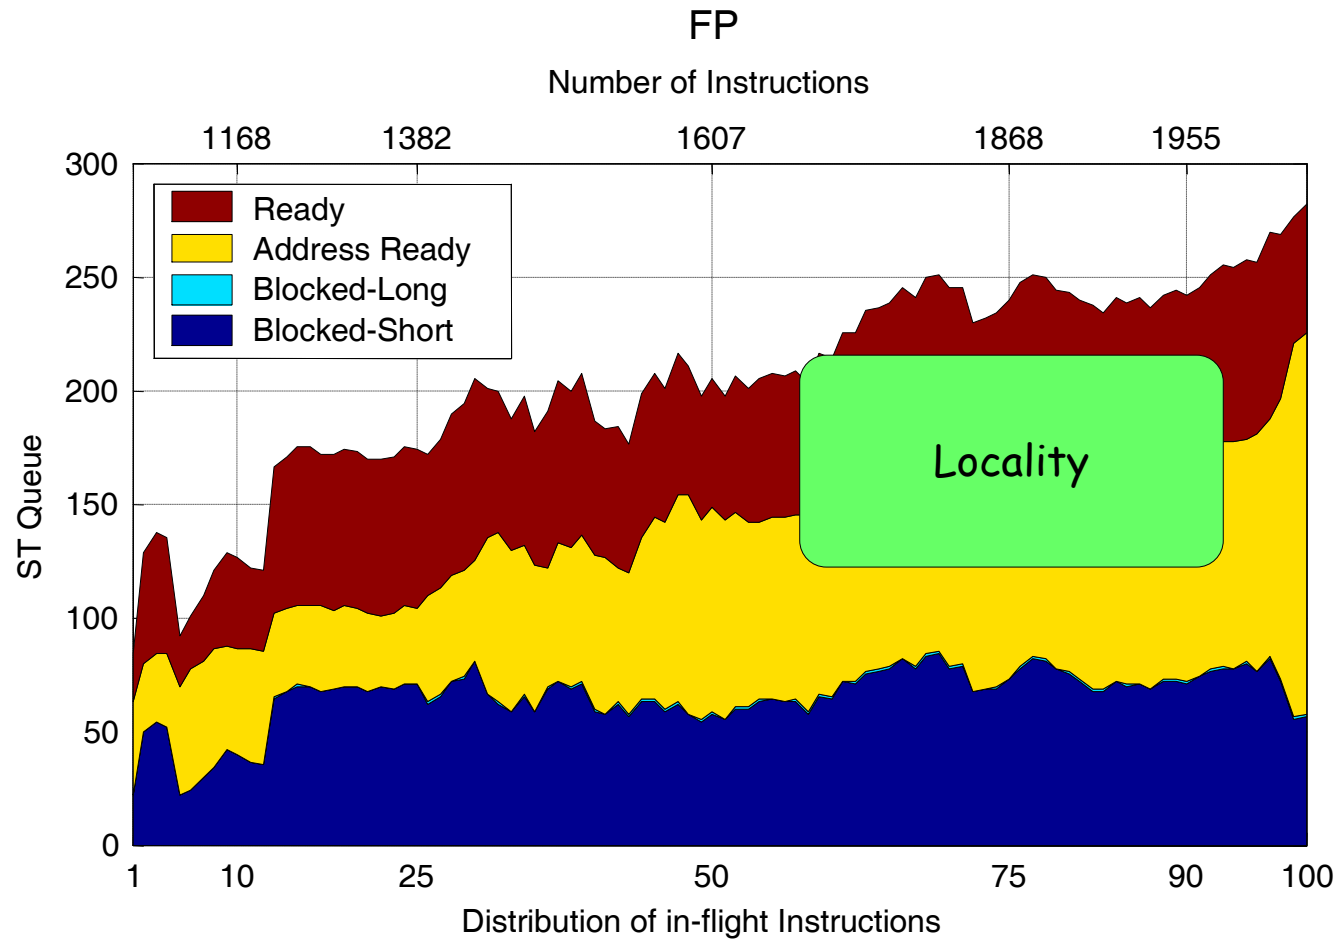 FP
Number of Instructions
1168 1382 1607 1868 1955
300
250
200
150
100
50
0
ST Queue
Ready
Address Ready
Blocked-Long
Blocked-Short
Locality
1 10 25 50 75 90 100
Distribution of in-flight Instructions